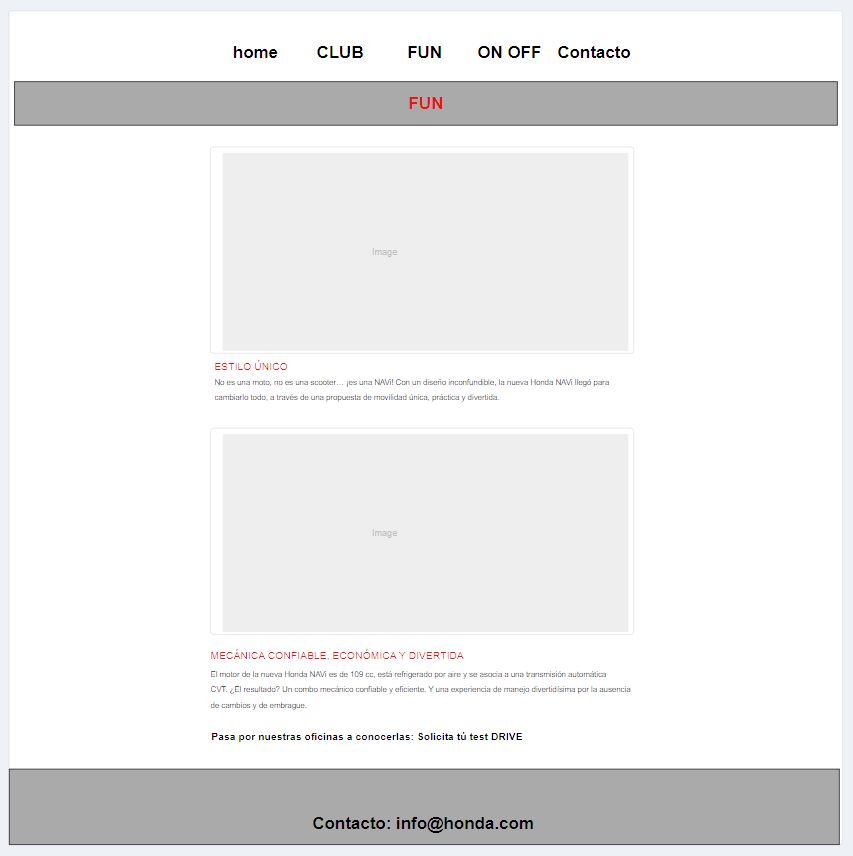 home CLUB FUN ON OFF Contacto
FUN
Image
ESTILO ÚNICO
No es una moto, no es una scooter… ¡es una NAVi! Con un diseño inconfundible, la nueva Honda NAVi llegó para
cambiarlo todo, a través de una propuesta de movilidad única, práctica y divertida.
Image
MECÁNICA CONFIABLE, ECONÓMICA Y DIVERTIDA
El motor de la nueva Honda NAVi es de 109 cc, está refrigerado por aire y se asocia a una transmisión automática
CVT. ¿El resultado? Un combo mecánico confiable y eficiente. Y una experiencia de manejo divertidísima por la ausencia
de cambios y de embrague.
Pasa por nuestras oficinas a conocerlas: Solicita tú test DRIVE
Contacto: info@honda.com